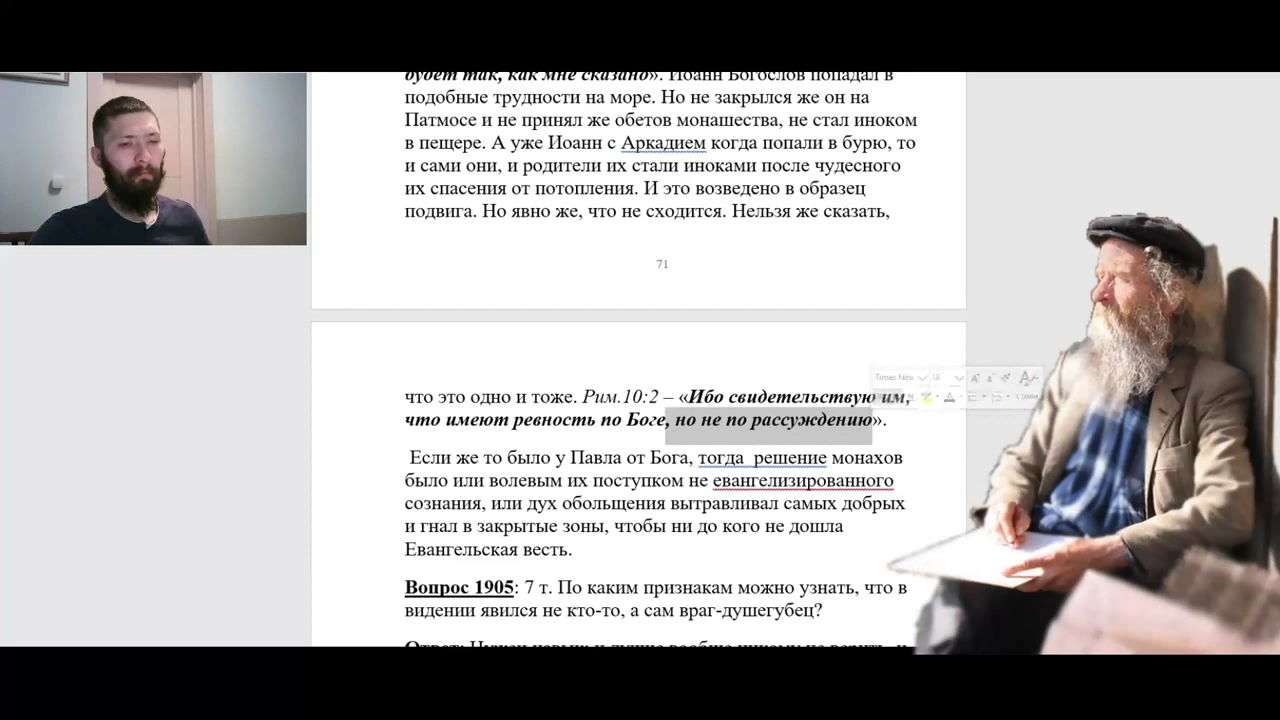 будет так, как мне сказано». Иоанн Богослов попадал в
подобные трудности на море. Но не закрылся же он на
Патмосе и не принял же обетов монашества, не стал иноком
в пещере. А уже Иоанн с Аркадием когда попали в бурю, то
и сами они, и родители их стали иноками после чудесного
их спасения от потопления. И это возведено в образец
подвига. Но явно же, что не сходится. Нельзя же сказать,
71
что это одно и тоже. Рим.10:2 – «Ибо свидетельствую им,
что имеют ревность по Боге, но не по рассуждению».
Если же то было у Павла от Бога, тогда  решение монахов
было или волевым их поступком не евангелизированного
сознания, или дух обольщения вытравливал самых добрых
и гнал в закрытые зоны, чтобы ни до кого не дошла
Евангельская весть.
Вопрос 1905: 7 т. По каким признакам можно узнать, что в
видении явился не кто-то, а сам враг-душегубец?